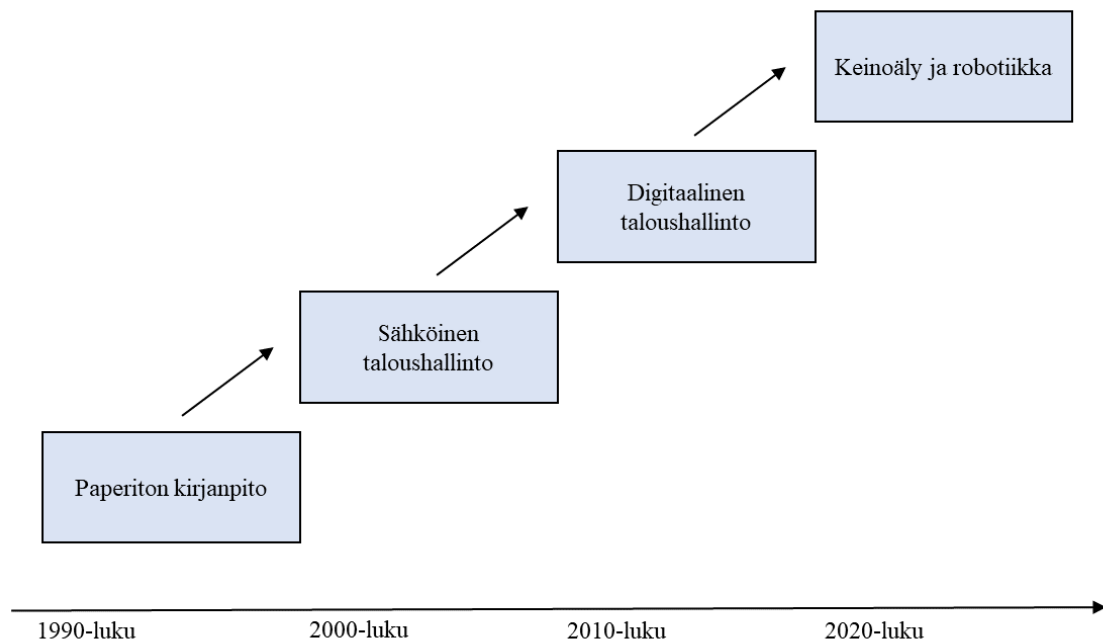 Keinoäly ja robotiikka
Digitaalinen
taloushallinto
Sähköinen
taloushallinto
Paperiton kirjanpito
1990-luku
2000-luku
2010-luku
2020-luku